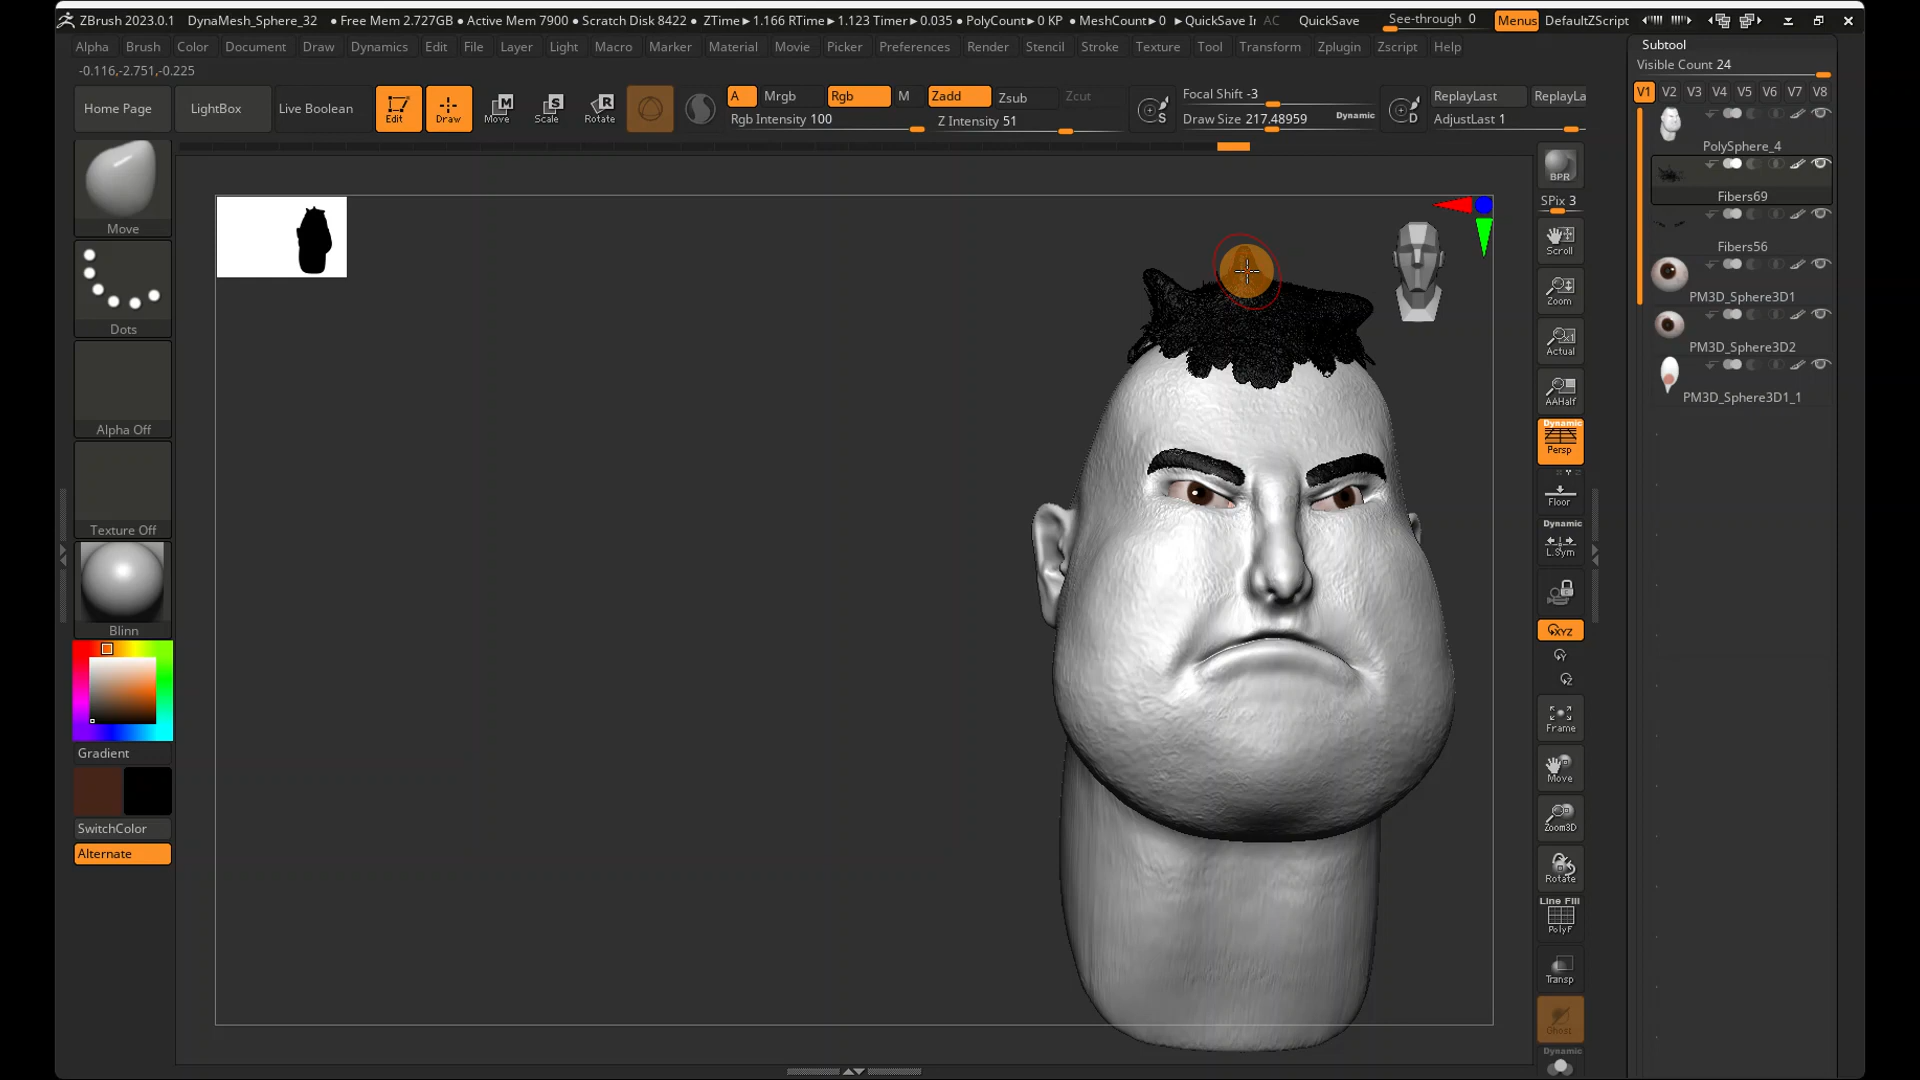 ZBrush 2023.0.1 DynaMesh_Sphere_32 ● Free Mem 2.727GB ● Active Mem 7900 ● Scratch Disk 8422 ● ZTime►1.166 RTime►1.123 Timer►0.035 ● PolyCount►0 KP ● MeshCount►0 ►QuickSave Ir AC QuickSave See-through 0 Menus DefaultZScript
Alpha Brush Color Document Draw Dynamics Edit File Layer Light Macro Marker Material Movie Picker Preferences Render Stencil Stroke Texture Tool Transform Zplugin Zscript Help
-0.116,-2.751,-0.225
Home Page LightBox Live Boolean Edit Draw Move Scale Rotate
A Mrgb Rgb M Zadd Zsub Zcut
Rgb Intensity 100 Z Intensity 51
S Focal Shift -3
Draw Size 217.48959 Dynamic D
ReplayLast ReplayLa
AdjustLast 1
Move
Dots
Alpha Off
Texture Off
Blinn
Gradient
SwitchColor
Alternate
BPR
SPix 3
Scroll
Zoom
Actual
AAHalf
Dynamic
Persp
Floor
Dynamic
L.Sym
XYZ
Y
Z
Frame
Move
Zoom3D
Rotate
Line Fill
PolyF
Transp
Ghost
Dynamic
Subtool
Visible Count 24
V1 V2 V3 V4 V5 V6 V7 V8
PolySphere_4
Fibers69
Fibers56
PM3D_Sphere3D1
PM3D_Sphere3D2
PM3D_Sphere3D1_1